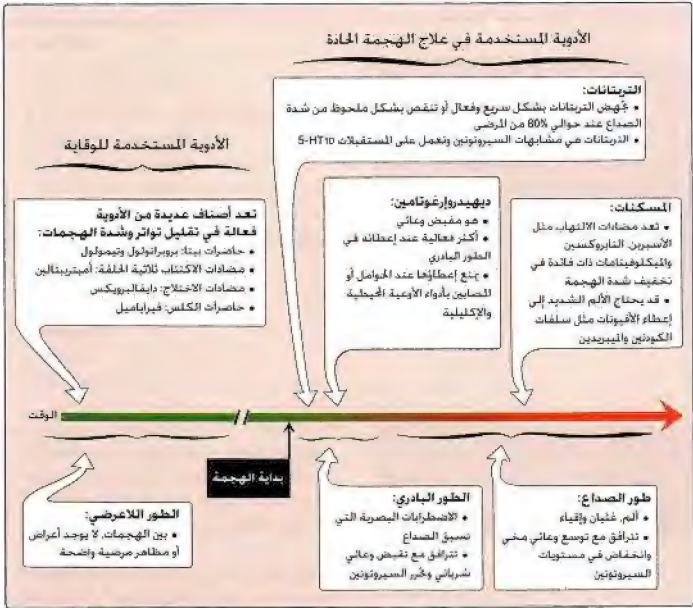 الأدوية المستخدمة في علاج الهجمة الحادة
التريبتانات:
• تجهض التريبتانات بشكل سريع وفعال أو تنقص بشكل ملحوظ من شدة
الصداع عند حوالي 80% من المرضى
• التريبتانات هي مشابهات السيروتونين وتعمل على المستقبلات 5-HT1D
الأدوية المستخدمة للوقاية
تعد أصناف عديدة من الأدوية
فعالة في تقليل تواتر وشدة الهجمات:
• حاصرات بيتا: بروبرانولول وتيمولول
• مضادات الاكتئاب ثلاثية الحلقة: أميتريبتالين
• مضادات الاختلاج: دايفالبرويكس
• حاصرات الكلس: فيراباميل
ديهيدروإرغوتامين:
• هو مقبض وعائي
• أكثر فعالية عند إعطائه في
الطور البادري
• يمنع إعطاؤها عند الحوامل أو
المصابين بأدواء الأوعية المحيطية
والإكليلية
المسكنات:
• تعد مضادات الالتهاب مثل
الأسبرين، النابروكسين
والميكلوفينامات ذات فائدة في
تخفيف شدة الهجمة
• قد يحتاج الألم الشديد إلى
إعطاء الأفيونات مثل سلفات
الكودئين والميبريدين
الوقت
بداية الهجمة
الطور اللاعرضي:
• بين الهجمات، لا يوجد أعراض
أو مظاهر مرضية واضحة
الطور البادري:
• الاضطرابات البصرية التي
تسبق الصداع
• تترافق مع تقبض وعائي
شرياني وتحرر السيروتونين
طور الصداع:
• ألم، غثيان وإقياء
• تترافق مع توسع وعائي مخي
وانخفاض في مستويات
السيروتونين